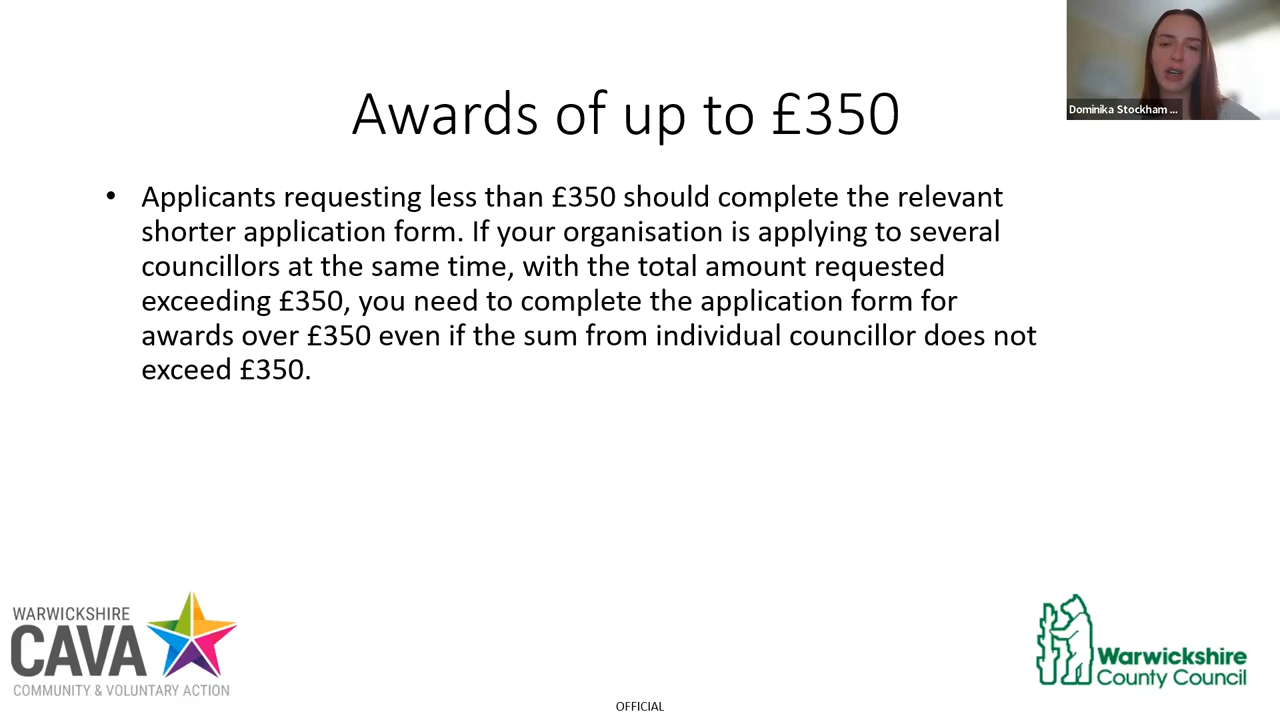 Dominika Stockham ...
Awards of up to £350
• Applicants requesting less than £350 should complete the relevant
shorter application form. If your organisation is applying to several
councillors at the same time, with the total amount requested
exceeding £350, you need to complete the application form for
awards over £350 even if the sum from individual councillor does not
exceed £350.
WARWICKSHIRE
CAVA
COMMUNITY & VOLUNTARY ACTION
Warwickshire
County Council
OFFICIAL